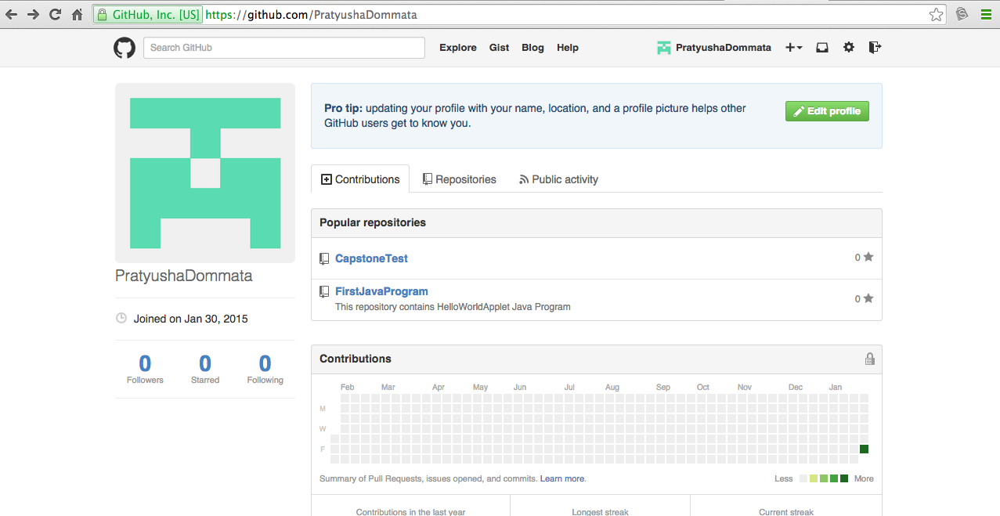 GitHub, Inc. [US] https://github.com/PratyushaDommata
Search GitHub
Explore Gist Blog Help
PratyushaDommata
Pro tip: updating your profile with your name, location, and a profile picture helps other
GitHub users get to know you.
Edit profile
PratyushaDommata
Joined on Jan 30, 2015
0 0 0
Followers Starred Following
Contributions Repositories Public activity
Popular repositories
CapstoneTest 0
FirstJavaProgram
This repository contains HelloWorldApplet Java Program
0
Contributions
Feb Mar Apr May Jun Jul Aug Sep Oct Nov Dec Jan
M
W
F
Summary of Pull Requests, issues opened, and commits. Learn more. Less More
Contributions in the last year Longest streak Current streak